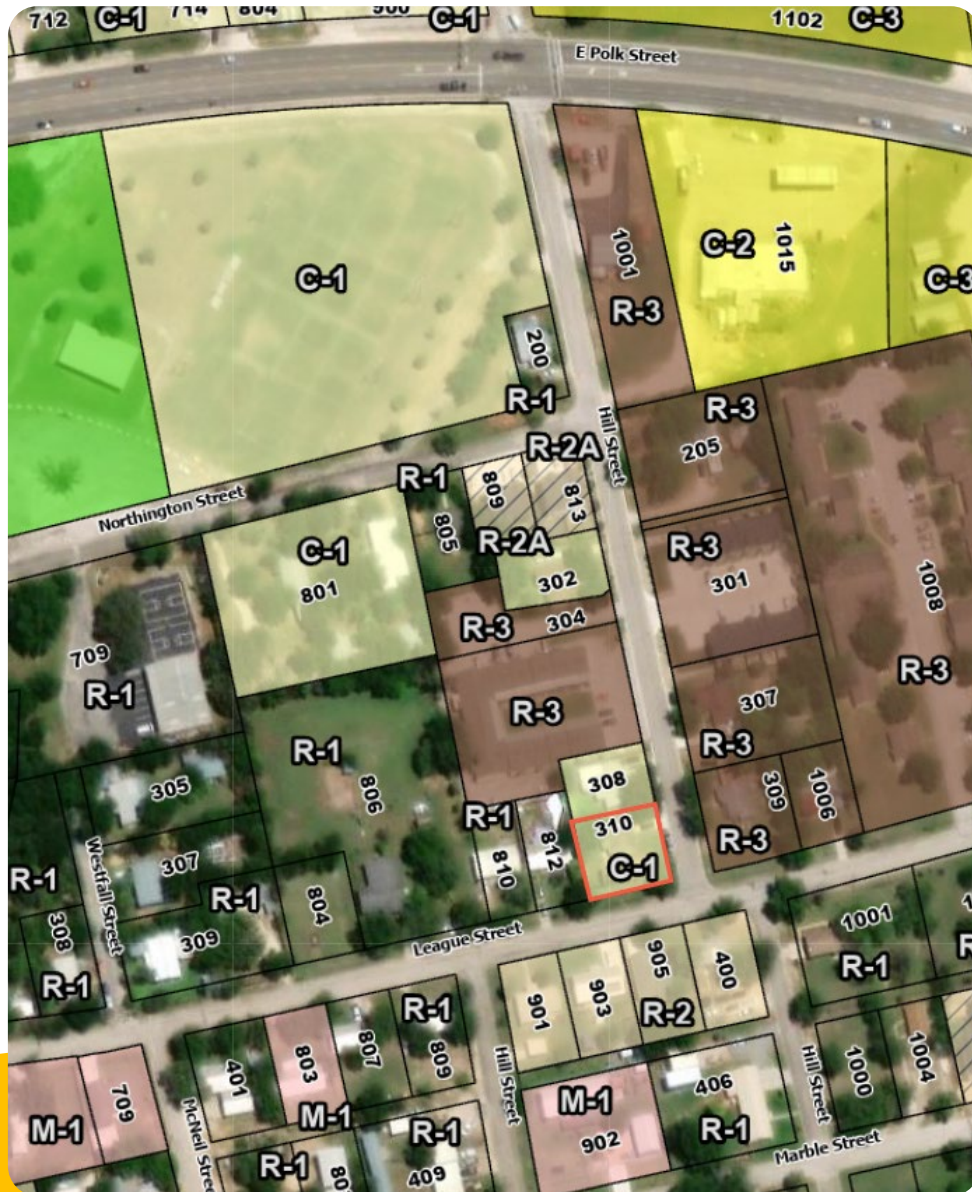 712
C-1
714
804
900
C-1
1102
C-3
E Polk Street
C-1
1001
R-3
C-2
1015
C-3
200
R-1
Hill Street
R-3
205
R-2A
R-1
809
813
805
R-2A
Northington Street
C-1
801
302
R-3
304
R-3
301
1008
R-3
709
R-1
R-3
307
R-3
R-1
806
305
308
309
1006
R-3
R-1
812
810
310
C-1
Westfall Street
307
R-1
804
R-1
308
R-1
309
League Street
1001
R-1
901
903
905
400
R-2
R-1
401
803
807
809
Hill Street
M-1
R-1
R-1
709
M-1
McNeil Stree
409
M-1
902
406
R-1
Hill Street
1000
1004
Marble Street